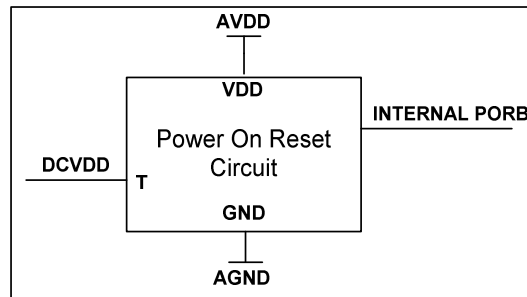 AVDD
VDD
INTERNAL PORB
Power On Reset
Circuit
DCVDD
T
GND
AGND